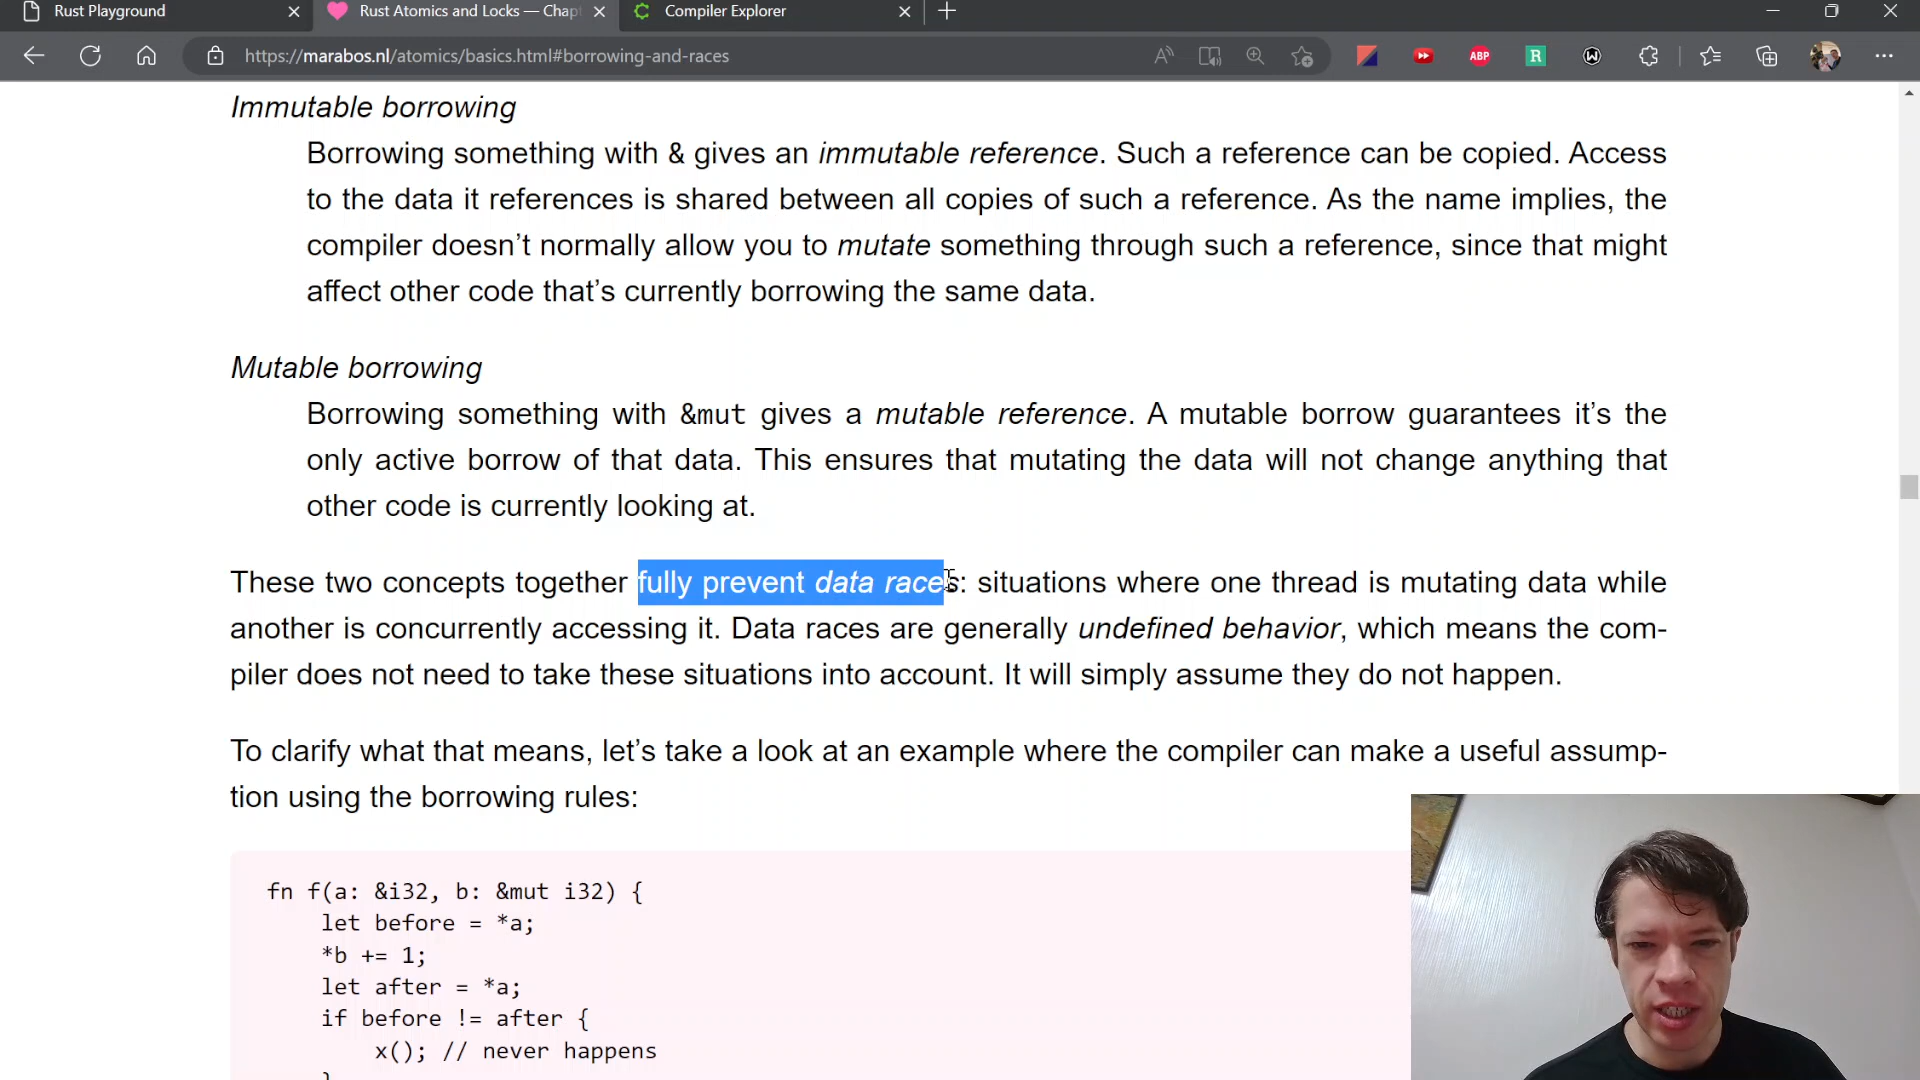 Rust Playground
Rust Atomics and Locks — Chap
Compiler Explorer
https://marabos.nl/atomics/basics.html#borrowing-and-races
ABP
R
Immutable borrowing
Borrowing something with & gives an immutable reference. Such a reference can be copied. Access
to the data it references is shared between all copies of such a reference. As the name implies, the
compiler doesn’t normally allow you to mutate something through such a reference, since that might
affect other code that’s currently borrowing the same data.
Mutable borrowing
Borrowing something with &mut gives a mutable reference. A mutable borrow guarantees it’s the
only active borrow of that data. This ensures that mutating the data will not change anything that
other code is currently looking at.
These two concepts together fully prevent data races: situations where one thread is mutating data while
another is concurrently accessing it. Data races are generally undefined behavior, which means the com-
piler does not need to take these situations into account. It will simply assume they do not happen.
To clarify what that means, let’s take a look at an example where the compiler can make a useful assump-
tion using the borrowing rules:
fn f(a: &i32, b: &mut i32) {
let before = *a;
*b += 1;
let after = *a;
if before != after {
x(); // never happens
}